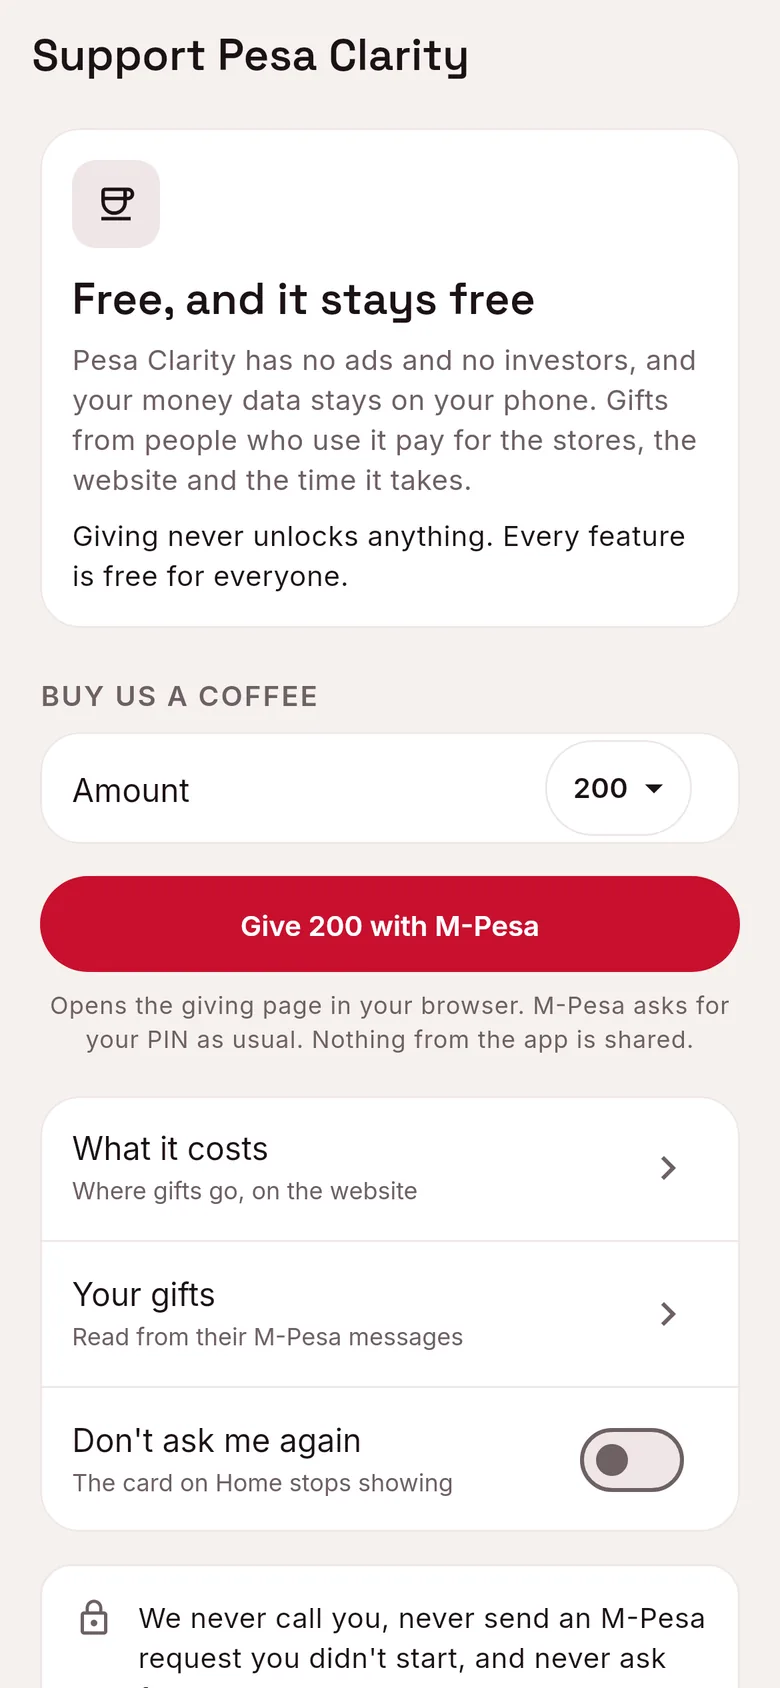 Support Pesa Clarity
Free, and it stays free
Pesa Clarity has no ads and no investors, and
your money data stays on your phone. Gifts
from people who use it pay for the stores, the
website and the time it takes.
Giving never unlocks anything. Every feature
is free for everyone.
BUY US A COFFEE
Amount
200
Give 200 with M-Pesa
Opens the giving page in your browser. M-Pesa asks for
your PIN as usual. Nothing from the app is shared.
What it costs
Where gifts go, on the website
Your gifts
Read from their M-Pesa messages
Don't ask me again
The card on Home stops showing
We never call you, never send an M-Pesa
request you didn't start, and never ask